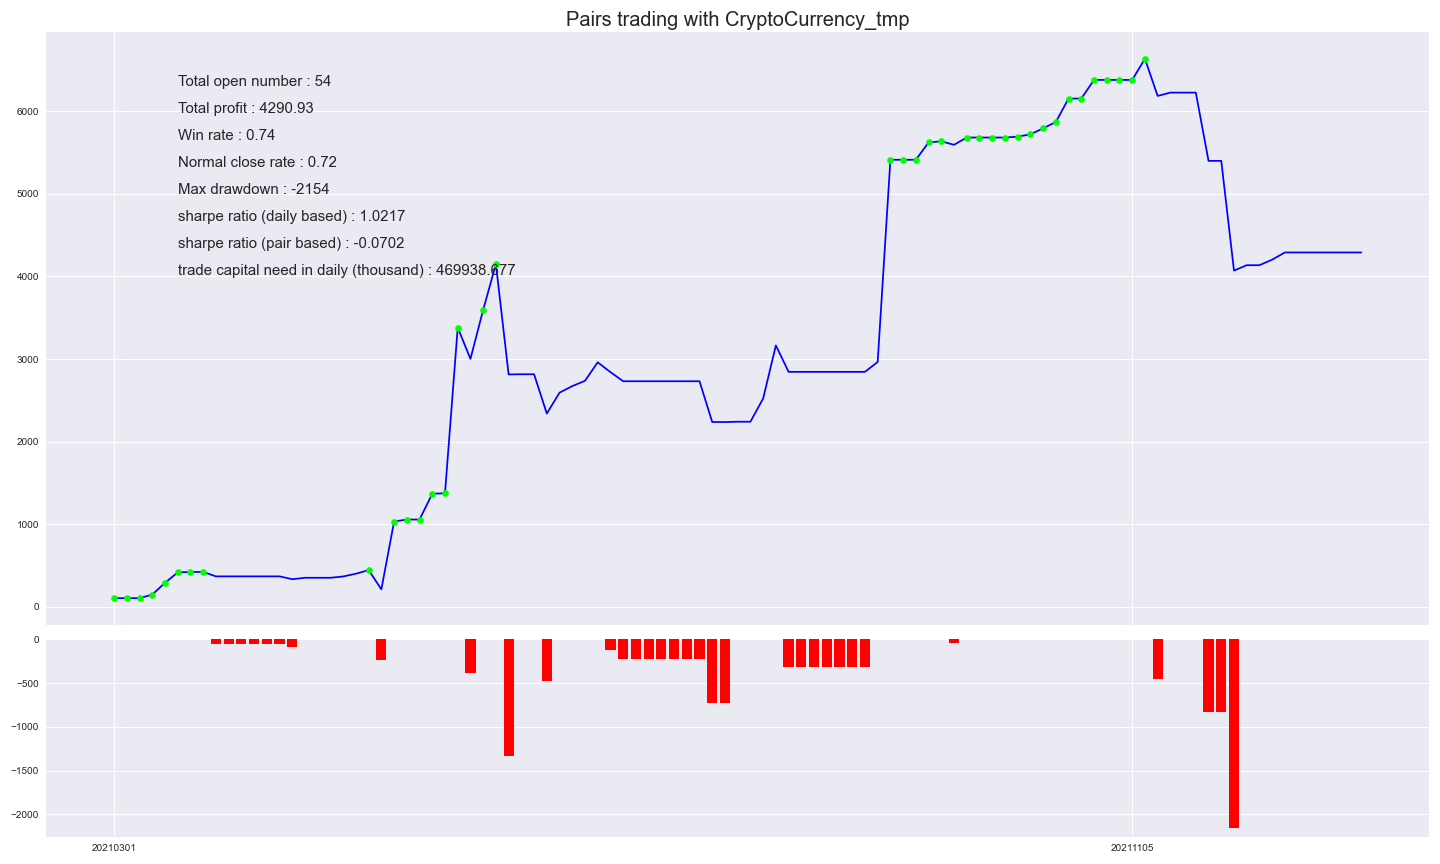 Pairs trading with CryptoCurrency_tmp
Total open number : 54
Total profit : 4290.93
Win rate : 0.74
Normal close rate : 0.72
Max drawdown : -2154
sharpe ratio (daily based) : 1.0217
sharpe ratio (pair based) : -0.0702
trade capital need in daily (thousand) : 469938.677
6000
5000
4000
3000
2000
1000
0
0
−500
−1000
−1500
−2000
20210301
20211105